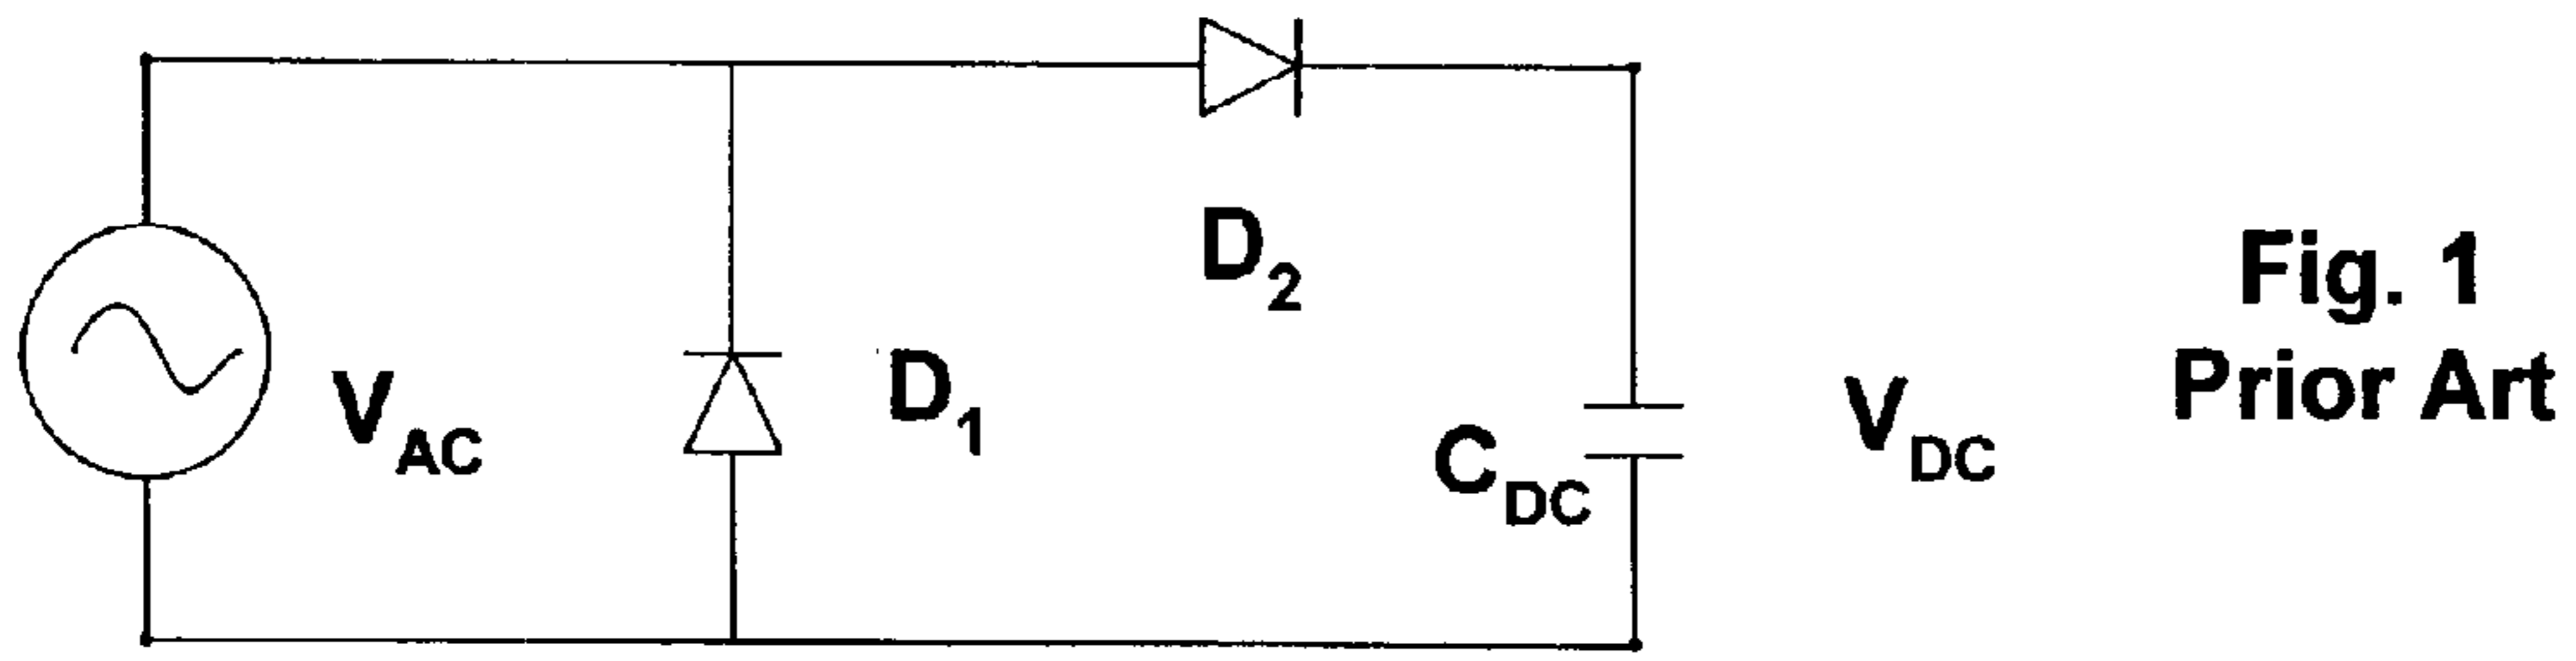 D2
Fig. 1
Prior Art
VAC
D1
CDC
VDC